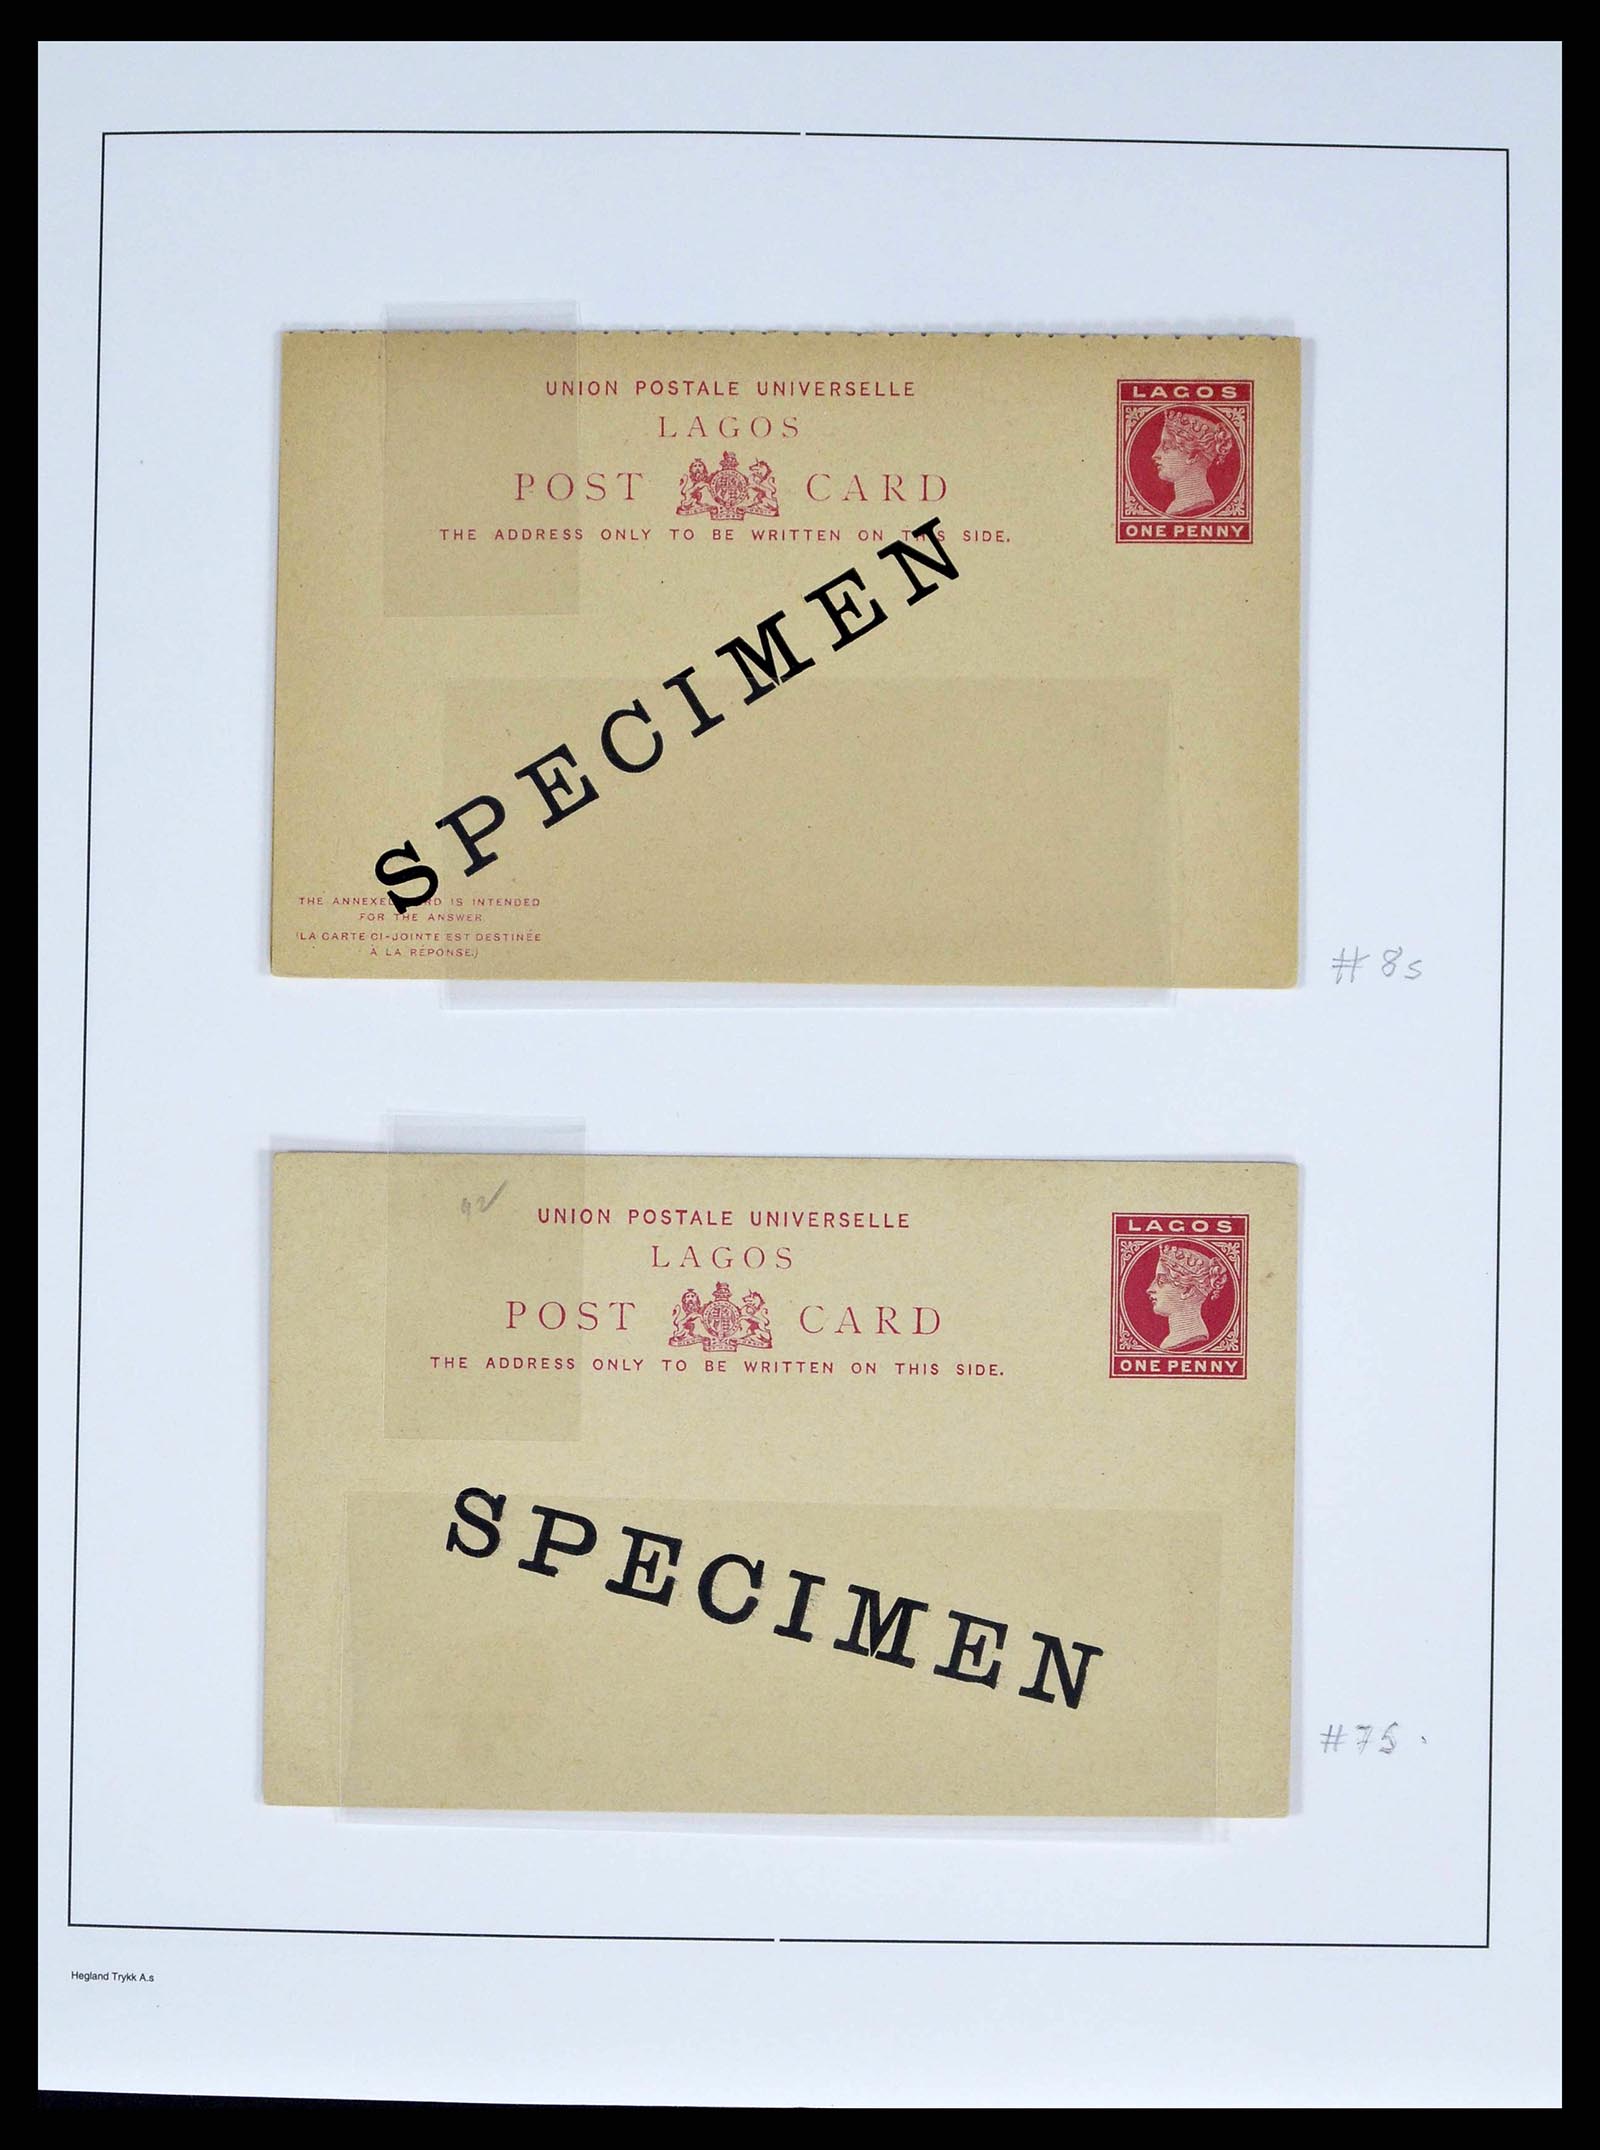 UNION POSTALE UNIVERSELLE
LAGOS
LAGOS
POST CARD
THE ADDRESS ONLY TO BE WRITTEN ON THIS SIDE.
ONE PENNY
SPECIMEN
THE ANNEXED CARD IS INTENDED
FOR THE ANSWER
(LA CARTE CI-JOINTE EST DESTINÉE
À LA RÉPONSE.)
#8s
92
UNION POSTALE UNIVERSELLE
LAGOS
LAGOS
POST CARD
THE ADDRESS ONLY TO BE WRITTEN ON THIS SIDE.
ONE PENNY
SPECIMEN
#7s
Hegland Trykk A.s